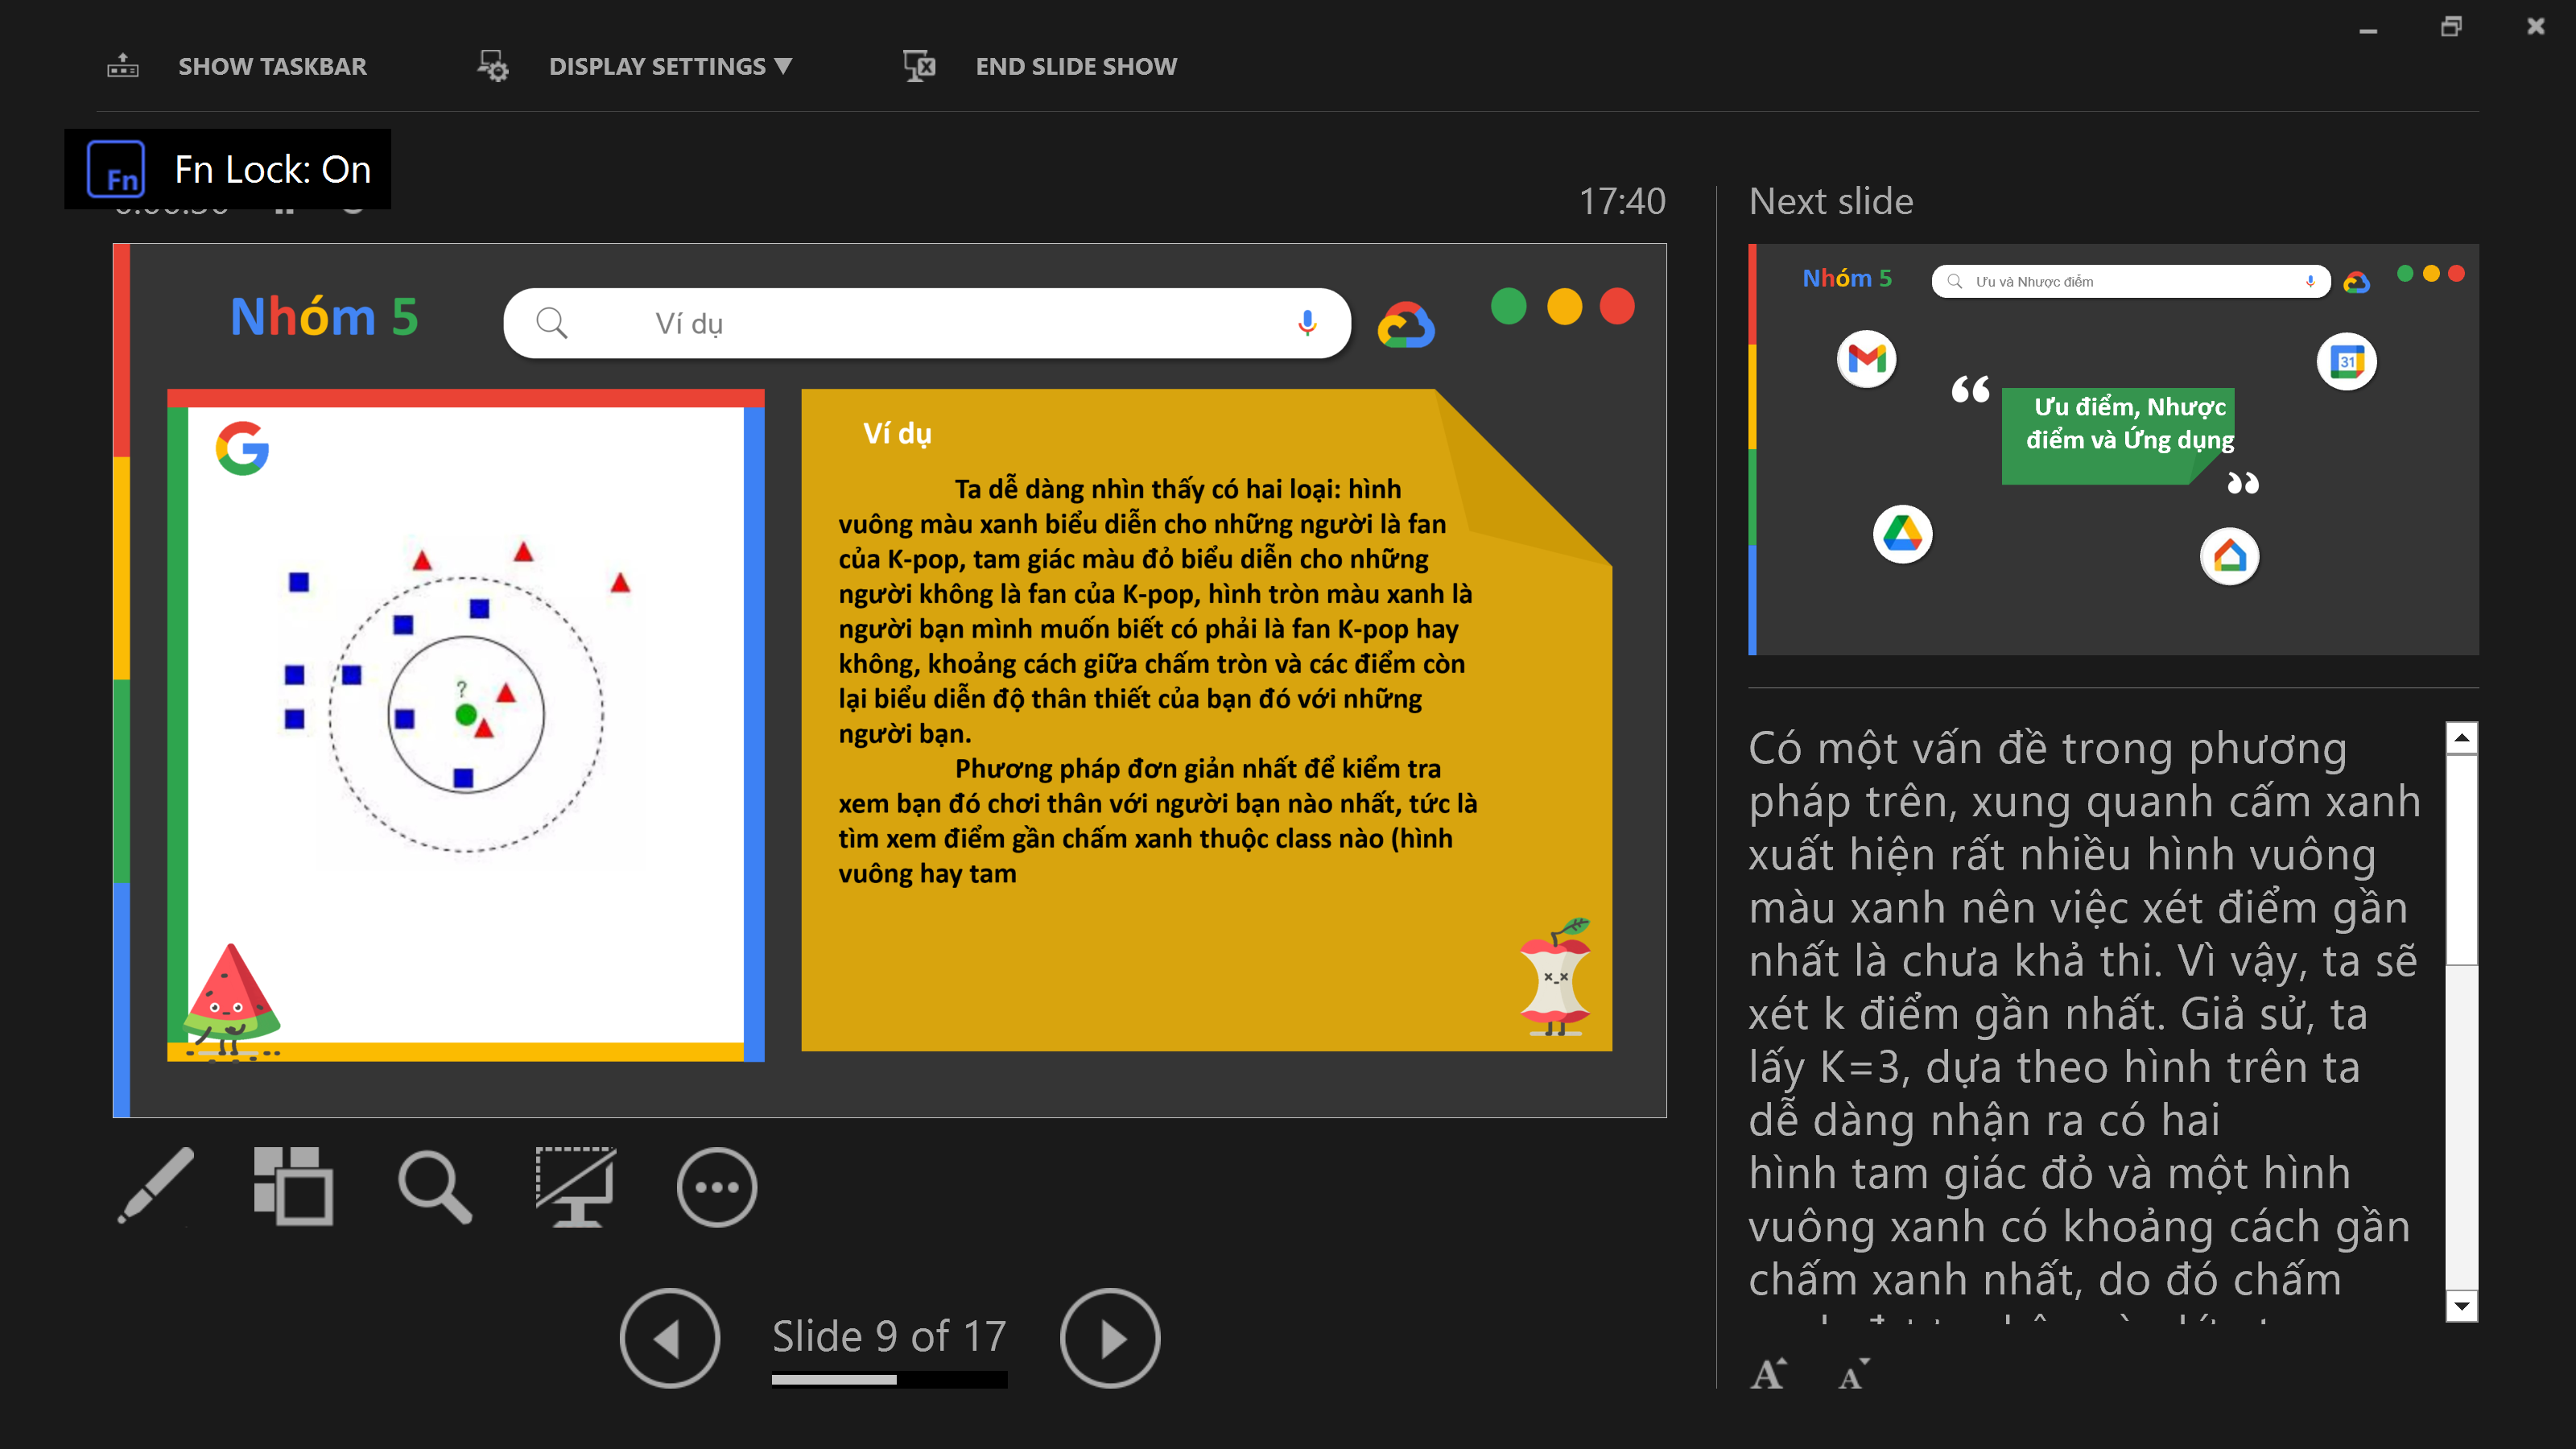 SHOW TASKBAR
DISPLAY SETTINGS ▼
END SLIDE SHOW
Fn
Fn Lock: On
17:40
Nhóm 5
Ví dụ
?
Ví dụ
Ta dễ dàng nhìn thấy có hai loại: hình
vuông màu xanh biểu diễn cho những người là fan
của K-pop, tam giác màu đỏ biểu diễn cho những
người không là fan của K-pop, hình tròn màu xanh là
người bạn mình muốn biết có phải là fan K-pop hay
không, khoảng cách giữa chấm tròn và các điểm còn
lại biểu diễn độ thân thiết của bạn đó với những
người bạn.
Phương pháp đơn giản nhất để kiểm tra
xem bạn đó chơi thân với người bạn nào nhất, tức là
tìm xem điểm gần chấm xanh thuộc class nào (hình
vuông hay tam
Slide 9 of 17
Next slide
Nhóm 5
Ưu và Nhược điểm
31
“
Ưu điểm, Nhược
điểm và Ứng dụng
”
Có một vấn đề trong phương
pháp trên, xung quanh cấm xanh
xuất hiện rất nhiều hình vuông
màu xanh nên việc xét điểm gần
nhất là chưa khả thi. Vì vậy, ta sẽ
xét k điểm gần nhất. Giả sử, ta
lấy K=3, dựa theo hình trên ta
dễ dàng nhận ra có hai
hình tam giác đỏ và một hình
vuông xanh có khoảng cách gần
chấm xanh nhất, do đó chấm
A A